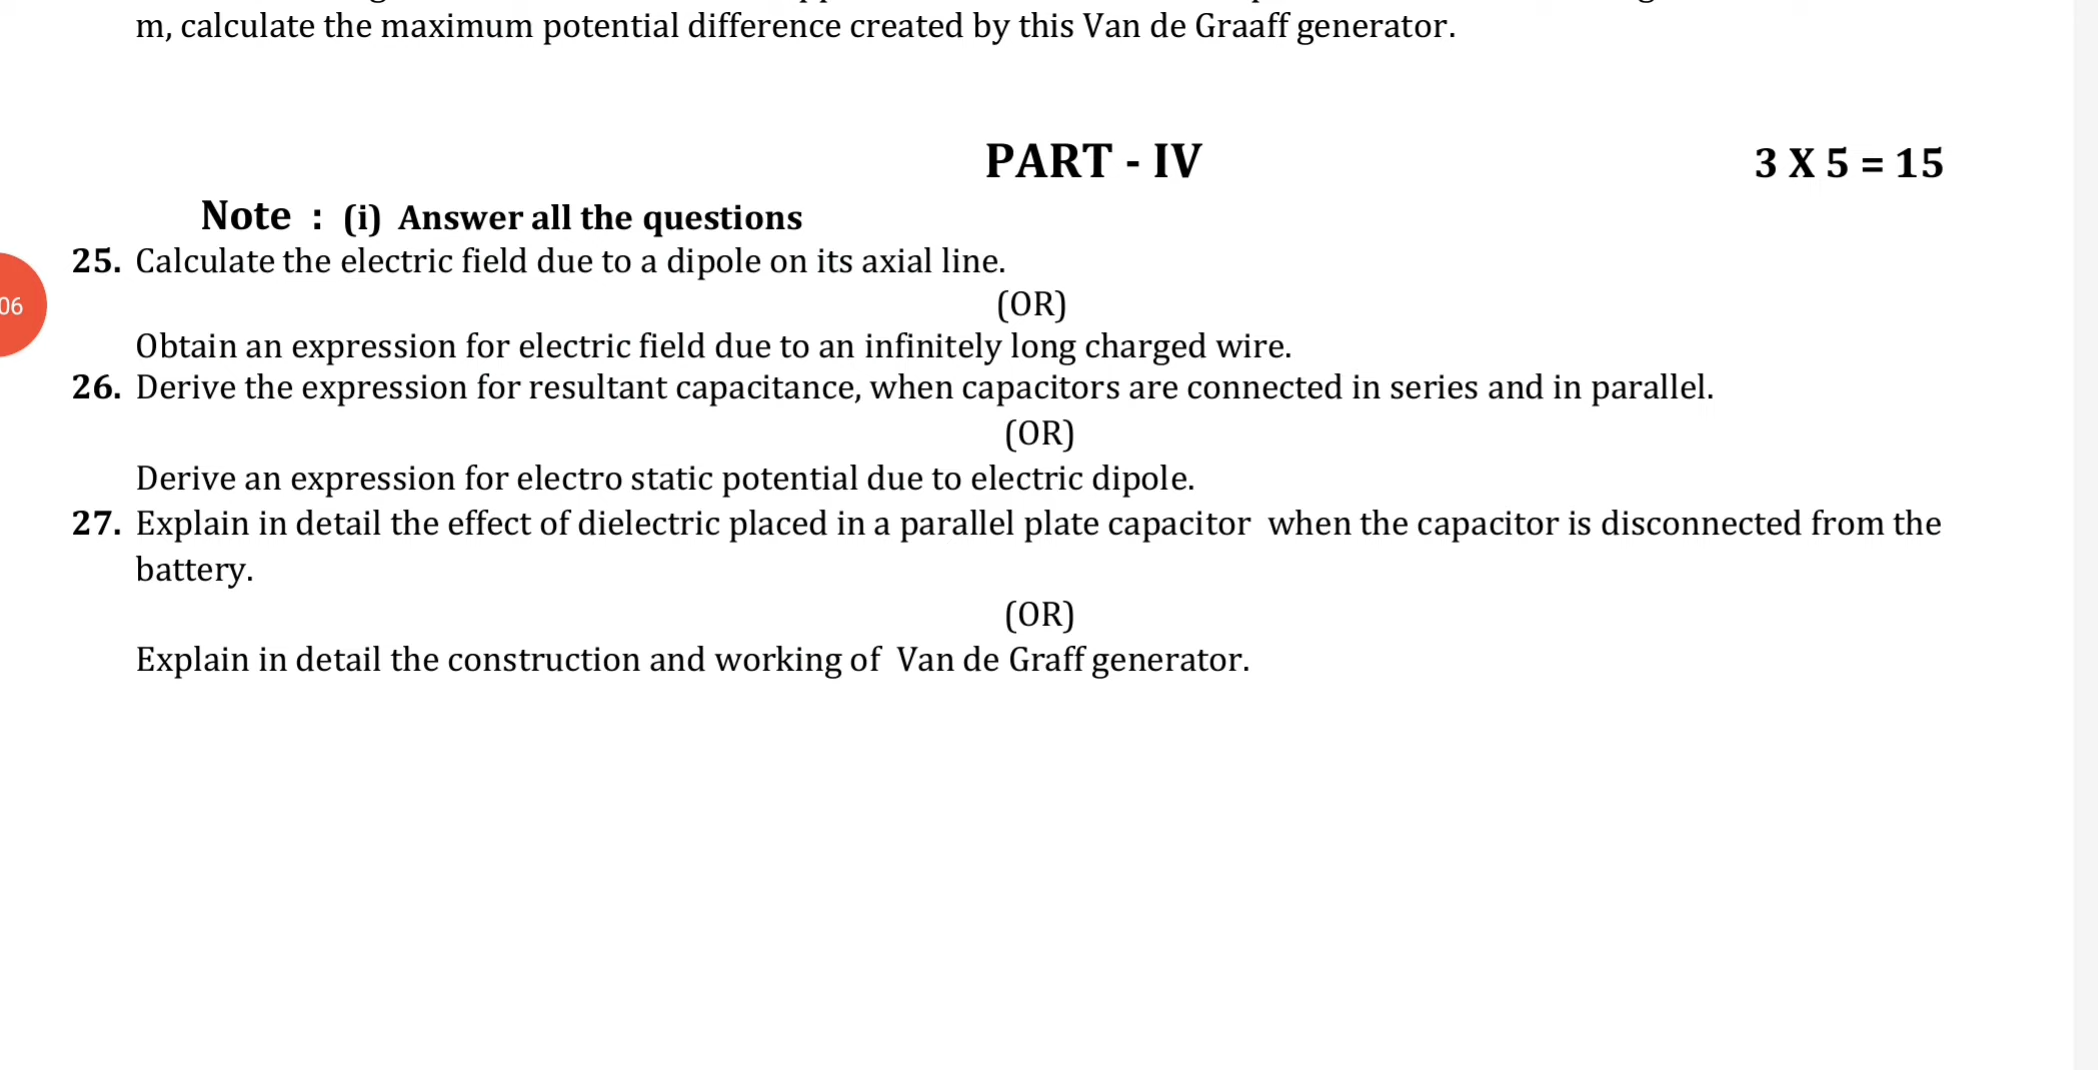 m, calculate the maximum potential difference created by this Van de Graaff generator.
PART - IV 3 X 5 = 15
Note : (i) Answer all the questions
25. Calculate the electric field due to a dipole on its axial line.
(OR)
06
Obtain an expression for electric field due to an infinitely long charged wire.
26. Derive the expression for resultant capacitance, when capacitors are connected in series and in parallel.
(OR)
Derive an expression for electro static potential due to electric dipole.
27. Explain in detail the effect of dielectric placed in a parallel plate capacitor when the capacitor is disconnected from the
battery.
(OR)
Explain in detail the construction and working of Van de Graff generator.